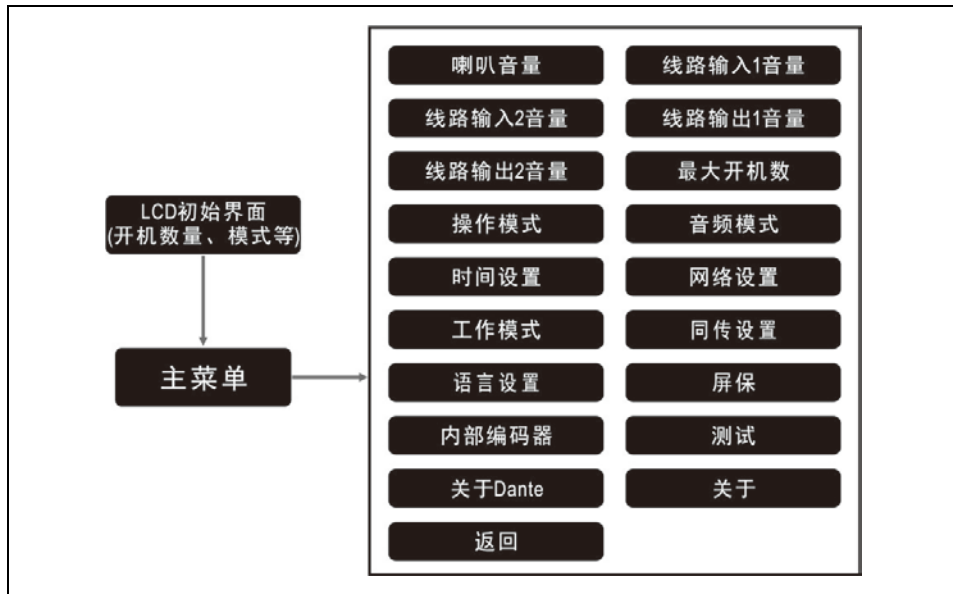 喇叭音量
线路输入1音量
线路输入2音量
线路输出1音量
线路输出2音量
最大开机数
LCD初始界面
(开机数量、模式等)
操作模式
音频模式
时间设置
网络设置
工作模式
同传设置
主菜单
语言设置
屏保
内部编码器
测试
关于Dante
关于
返回